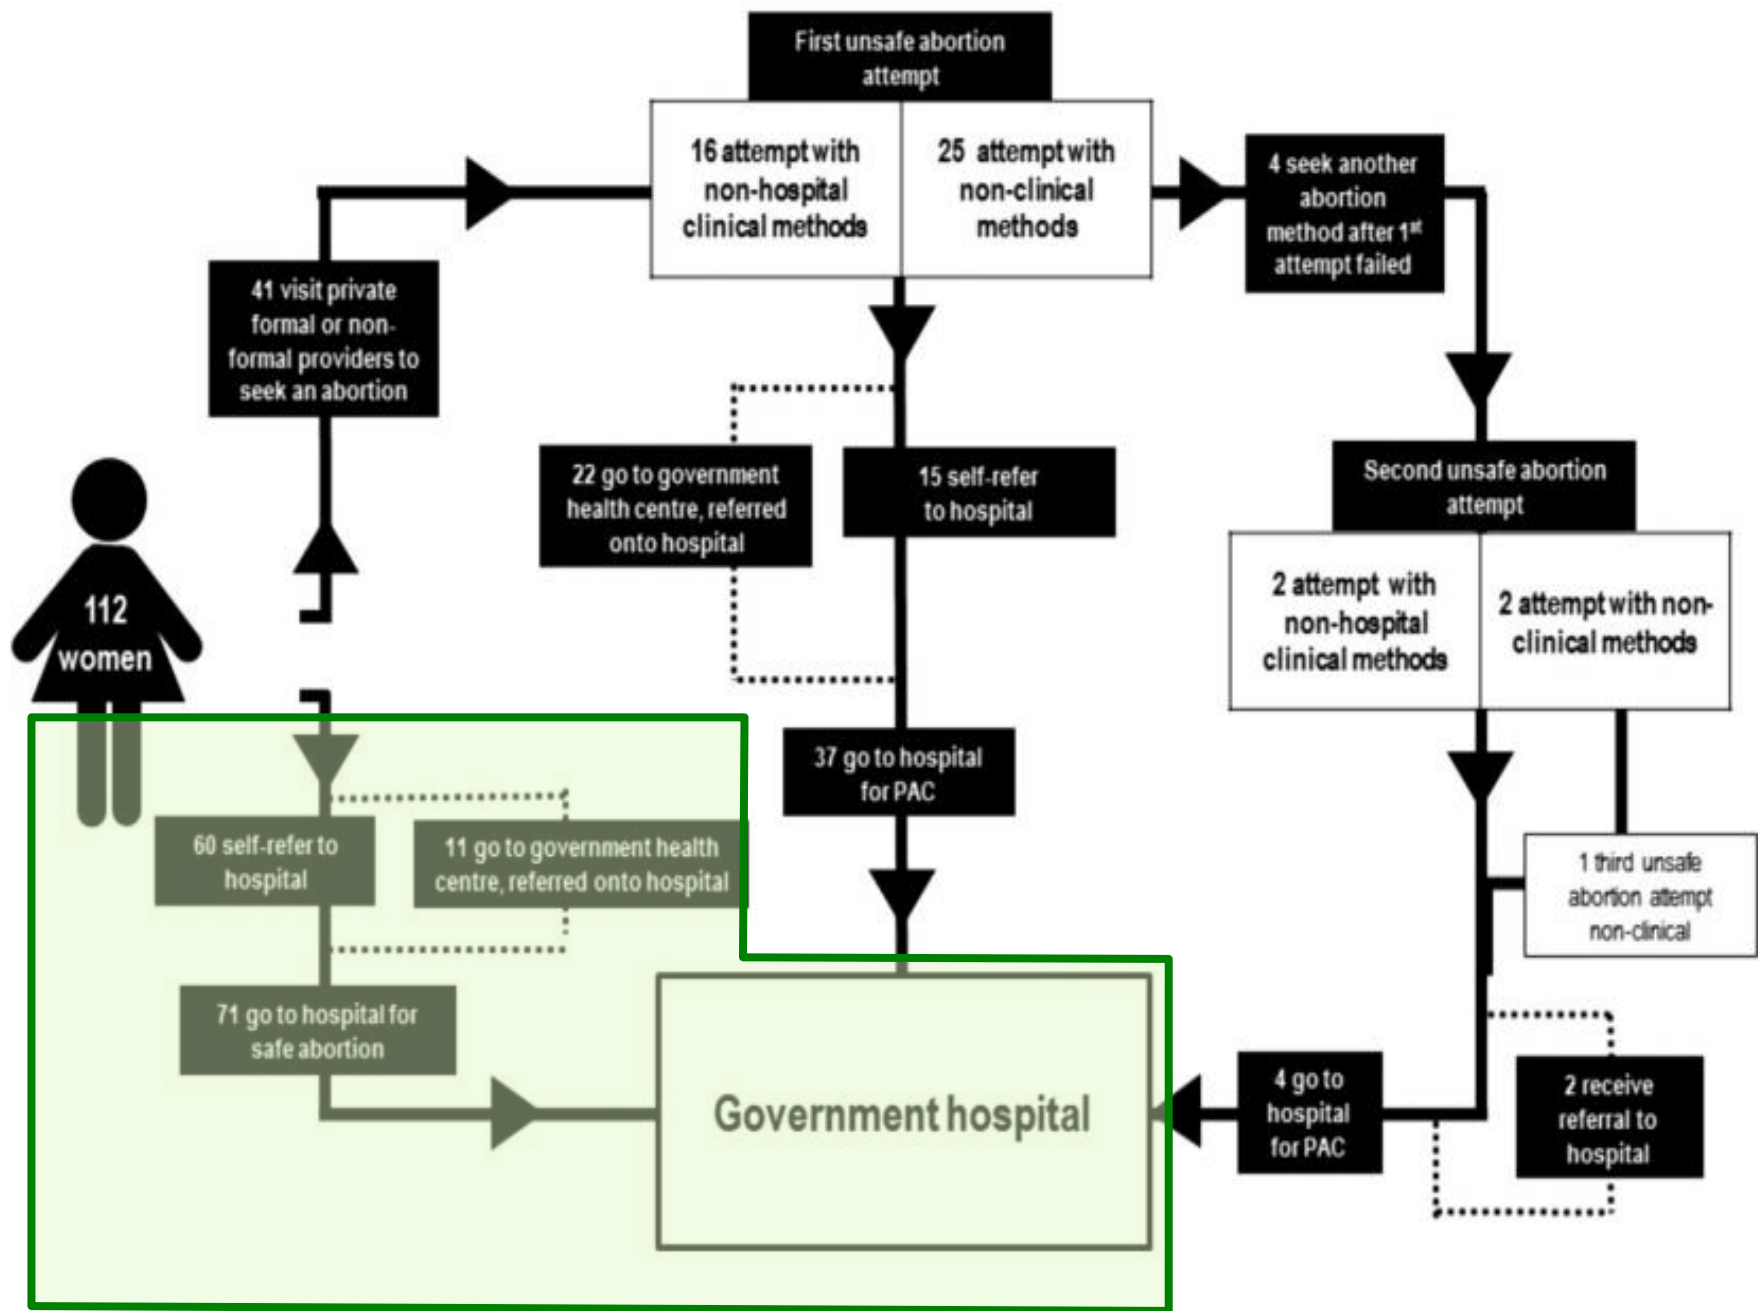 First unsafe abortion
attempt
16 attempt with
non-hospital
clinical methods
25 attempt with
non-clinical
methods
4 seek another
abortion
method after 1st
attempt failed
41 visit private
formal or non-
formal providers to
seek an abortion
22 go to government
health centre, referred
onto hospital
15 self-refer
to hospital
Second unsafe abortion
attempt
2 attempt with
non-hospital
clinical methods
2 attempt with non-
clinical methods
112
women
37 go to hospital
for PAC
60 self-refer to
hospital
11 go to government health
centre, referred onto hospital
1 third unsafe
abortion attempt
non-clinical
71 go to hospital for
safe abortion
Government hospital
4 go to
hospital
for PAC
2 receive
referral to
hospital